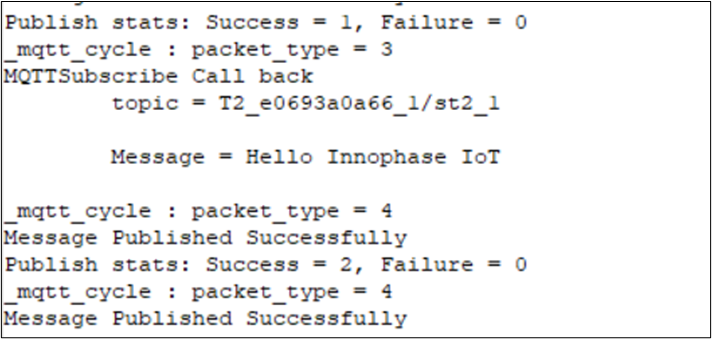 Publish stats: Success = 1, Failure = 0
_mqtt_cycle : packet_type = 3
MQTTSubscribe Call back
topic = T2_e0693a0a66_1/st2_1
Message = Hello Innophase IoT
_mqtt_cycle : packet_type = 4
Message Published Successfully
Publish stats: Success = 2, Failure = 0
_mqtt_cycle : packet_type = 4
Message Published Successfully